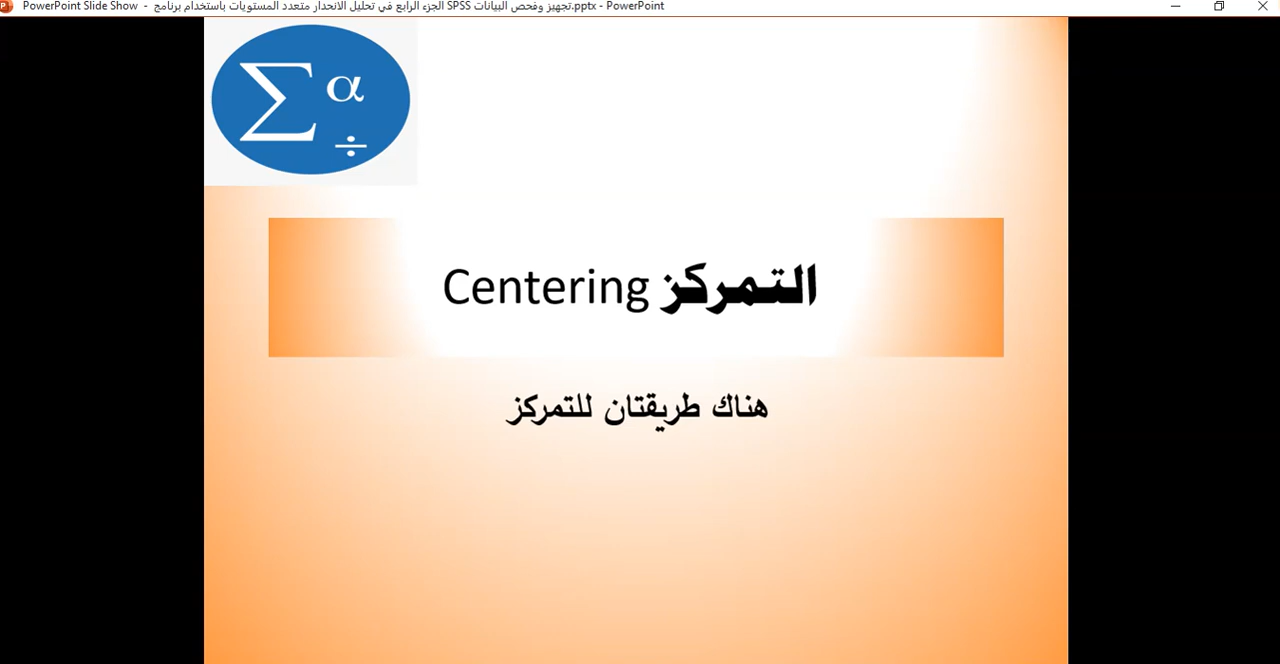 PowerPoint Slide Show - الجزء الرابع في تحليل الانحدار متعدد المستويات باستخدام برنامج SPSS تجهيز وفحص البيانات.pptx - PowerPoint
Σ α ÷
التمركز Centering
هناك طريقتان للتمركز